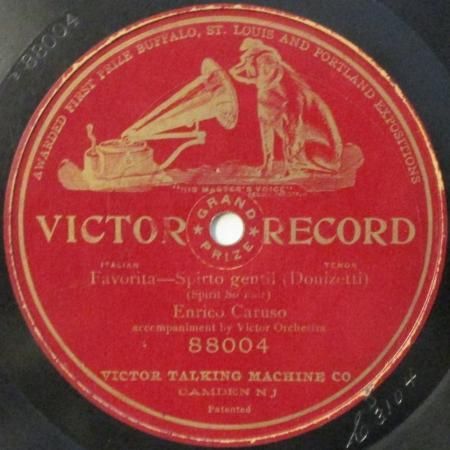 88004
AWARDED FIRST PRIZE BUFFALO, ST. LOUIS AND PORTLAND EXPOSITIONS
"HIS MASTER'S VOICE"
VICTOR GRAND PRIZE RECORD
ITALIAN TENOR
Favorita—Spirto gentil (Donizetti)
(Spirit So Fair)
Enrico Caruso
accompaniment by Victor Orchestra
88004
VICTOR TALKING MACHINE CO
CAMDEN N J
Patented